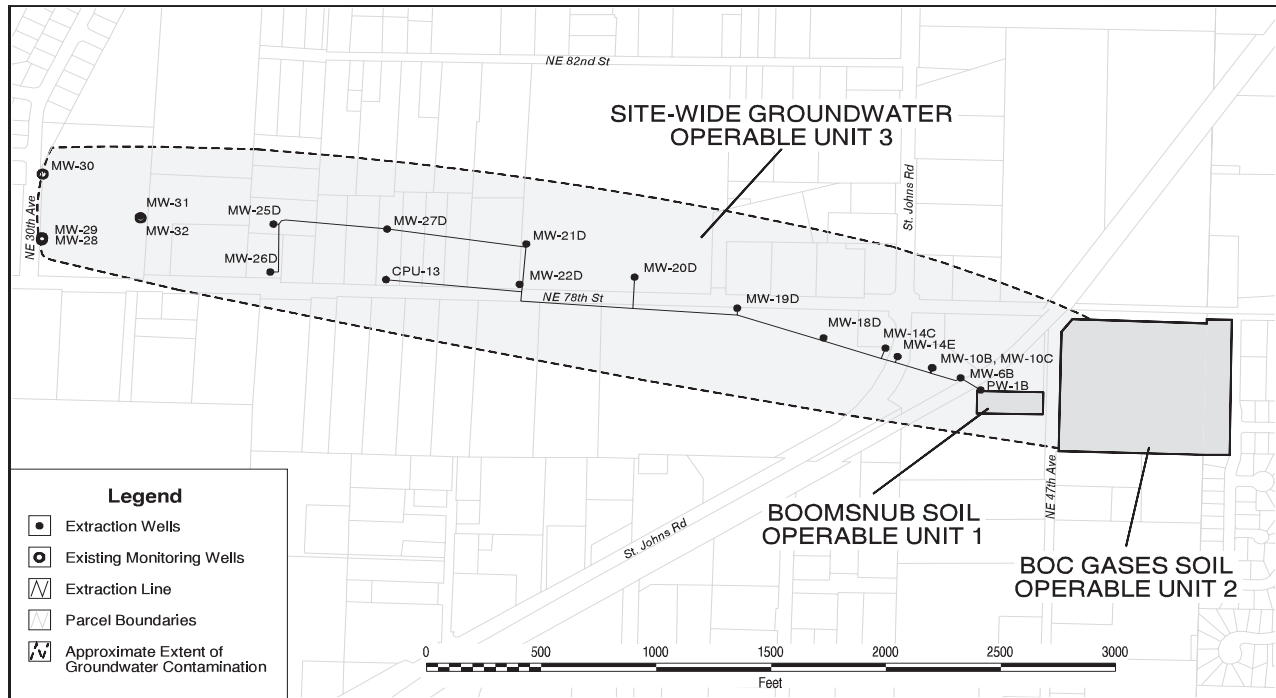 NE 82nd St
SITE-WIDE GROUNDWATER
OPERABLE UNIT 3
MW-30
NE 30th Ave
MW-31
MW-32
MW-29
MW-28
MW-25D
MW-26D
MW-27D
CPU-13
MW-21D
MW-22D
NE 78th St
MW-20D
MW-19D
St. Johns Rd
MW-18D
MW-14C
MW-14E
MW-10B, MW-10C
MW-6B
PW-1B
NE 47th Ave
St. Johns Rd
BOOMSNUB SOIL
OPERABLE UNIT 1
BOC GASES SOIL
OPERABLE UNIT 2
Legend
Extraction Wells
Existing Monitoring Wells
Extraction Line
Parcel Boundaries
Approximate Extent of
Groundwater Contamination
0 500 1000 1500 2000 2500 3000
Feet